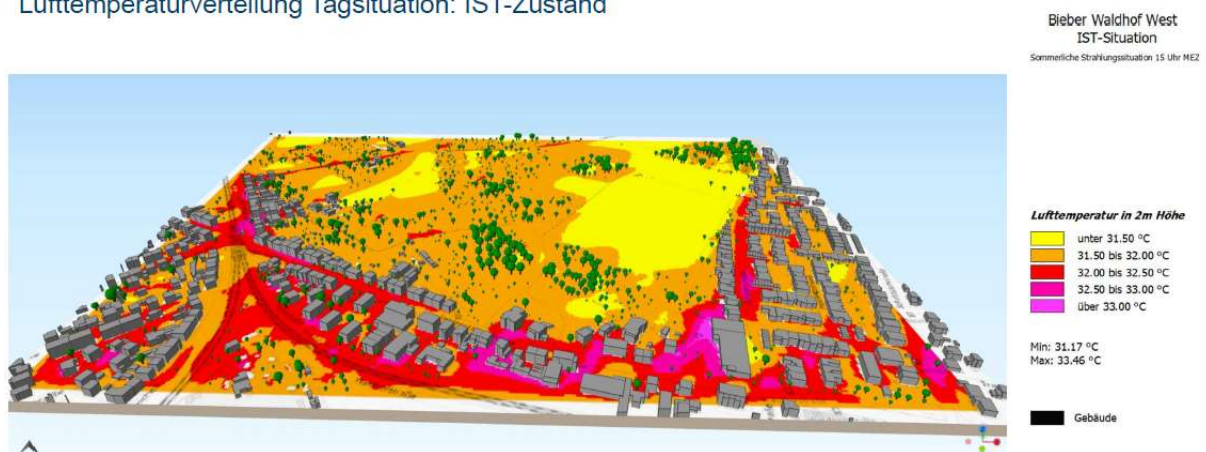 Lufttemperaturverteilung Tagsituation: IST-Zustand
Bieber Waldhof West
IST-Situation
Sommerliche Strahlungssituation 15 Uhr MEZ
Lufttemperatur in 2m Höhe
unter 31.50 °C
31.50 bis 32.00 °C
32.00 bis 32.50 °C
32.50 bis 33.00 °C
über 33.00 °C
Min: 31.17 °C
Max: 33.46 °C
Gebäude